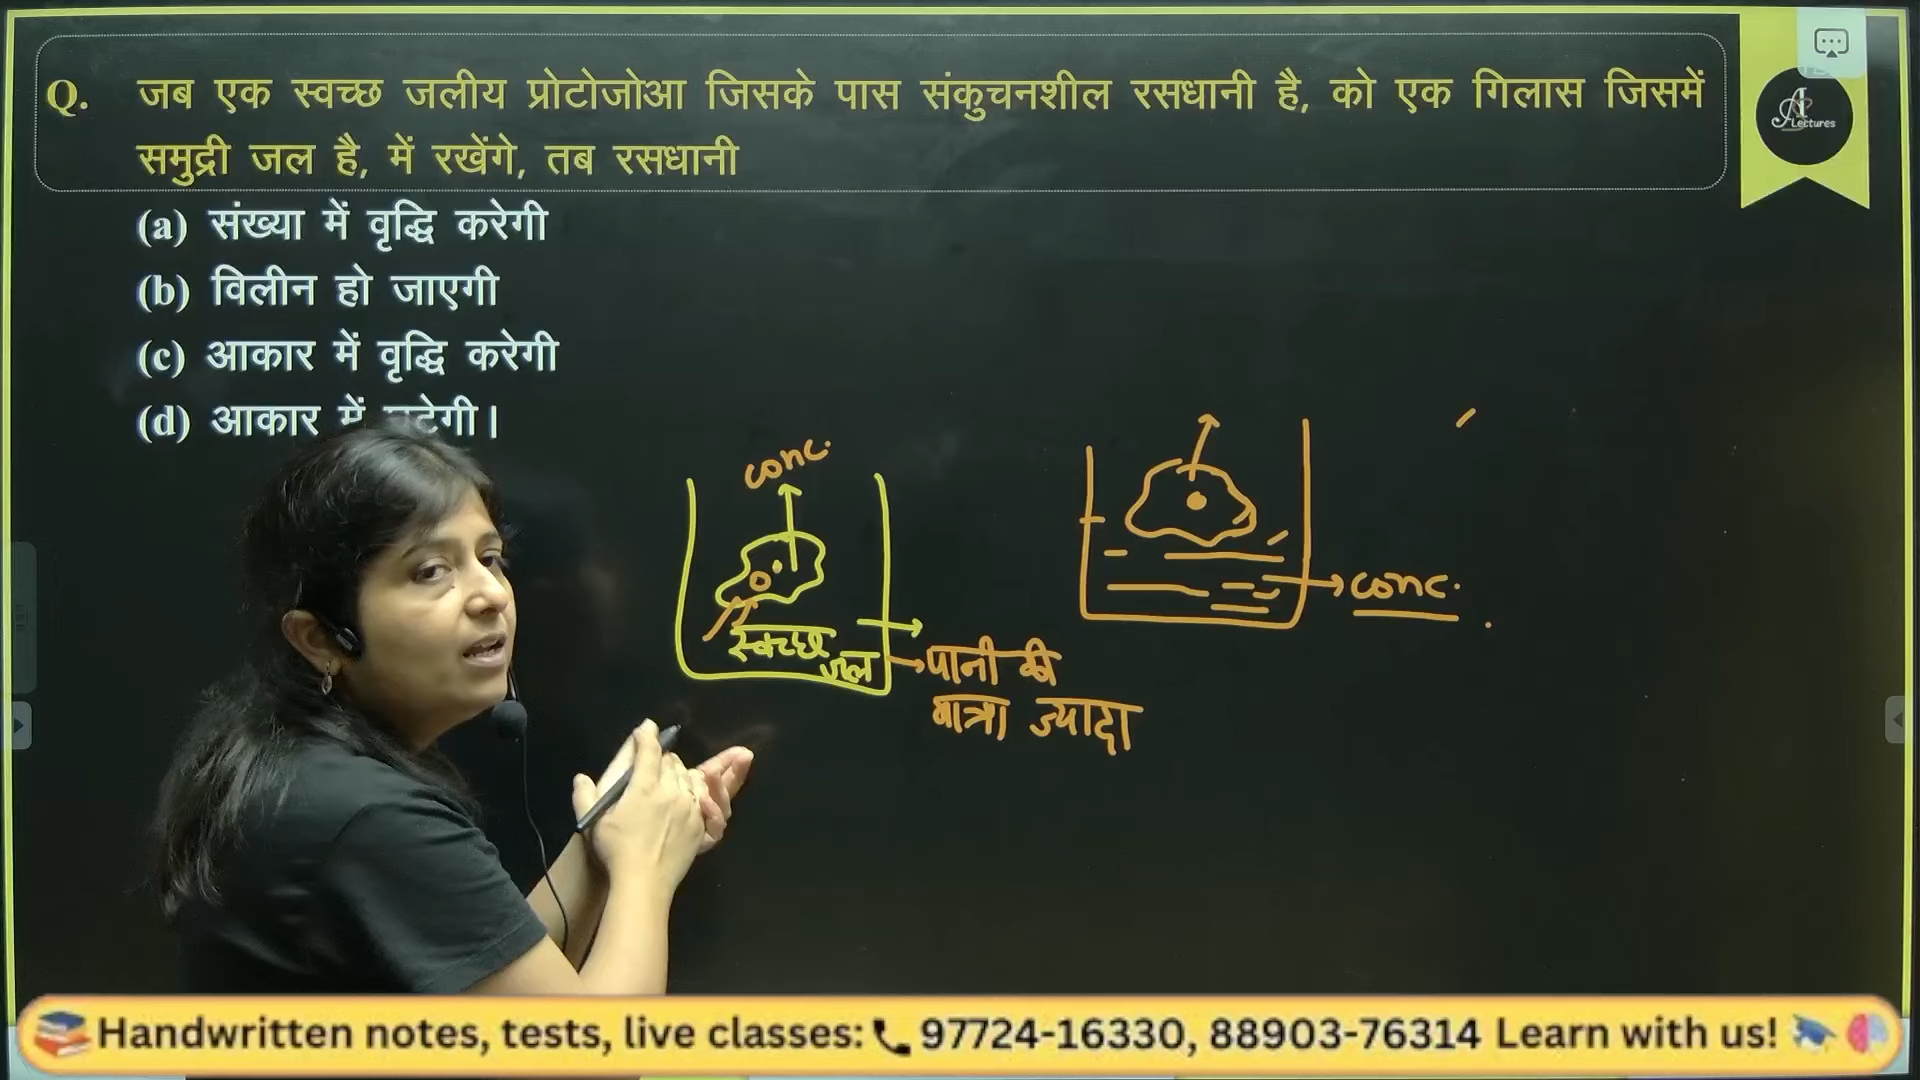 Q. जब एक स्वच्छ जलीय प्रोटोजोआ जिसके पास संकुचनशील रसधानी है, को एक गिलास जिसमें
समुद्री जल है, में रखेंगे, तब रसधानी
(a) संख्या में वृद्धि करेगी
(b) विलीन हो जाएगी
(c) आकार में वृद्धि करेगी
(d) आकार में घटेगी।
Lectures
conc.
स्वच्छ
जल
पानी की
मात्रा ज्यादा
conc.
Handwritten notes, tests, live classes: 97724-16330, 88903-76314 Learn with us!